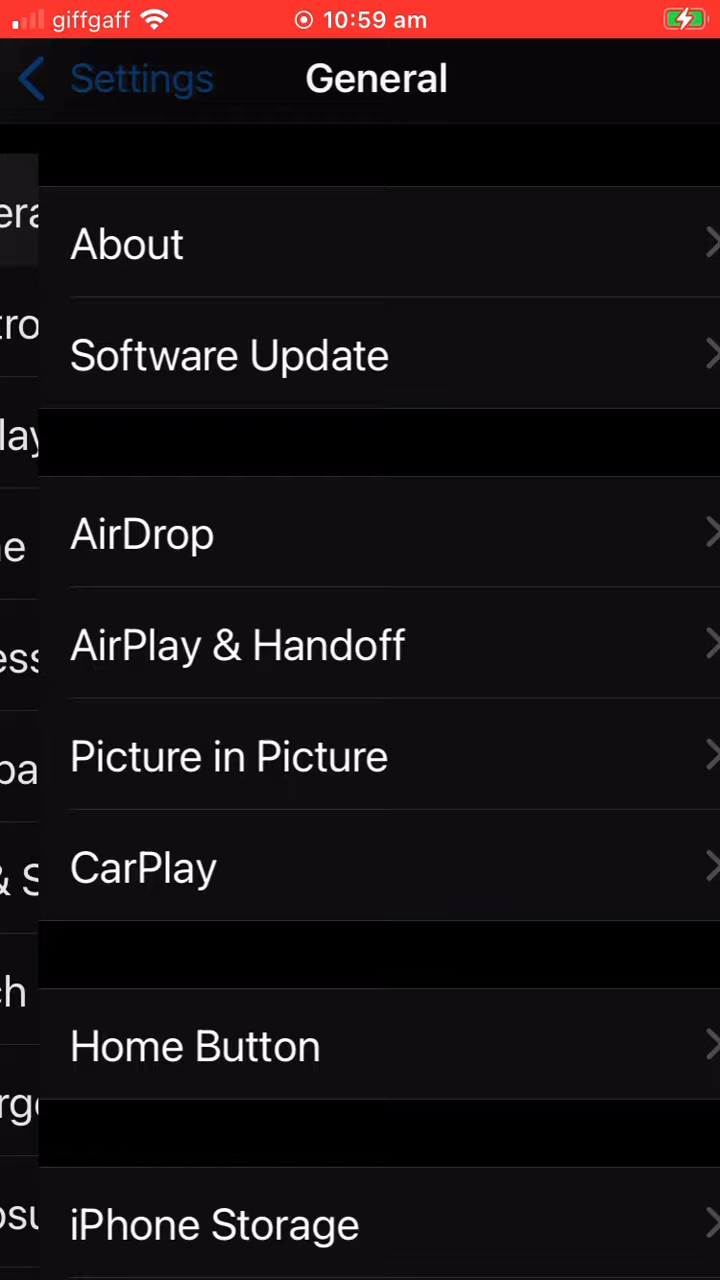 giffgaff 10:59 am
Settings General
About
Software Update
AirDrop
AirPlay & Handoff
Picture in Picture
CarPlay
Home Button
iPhone Storage